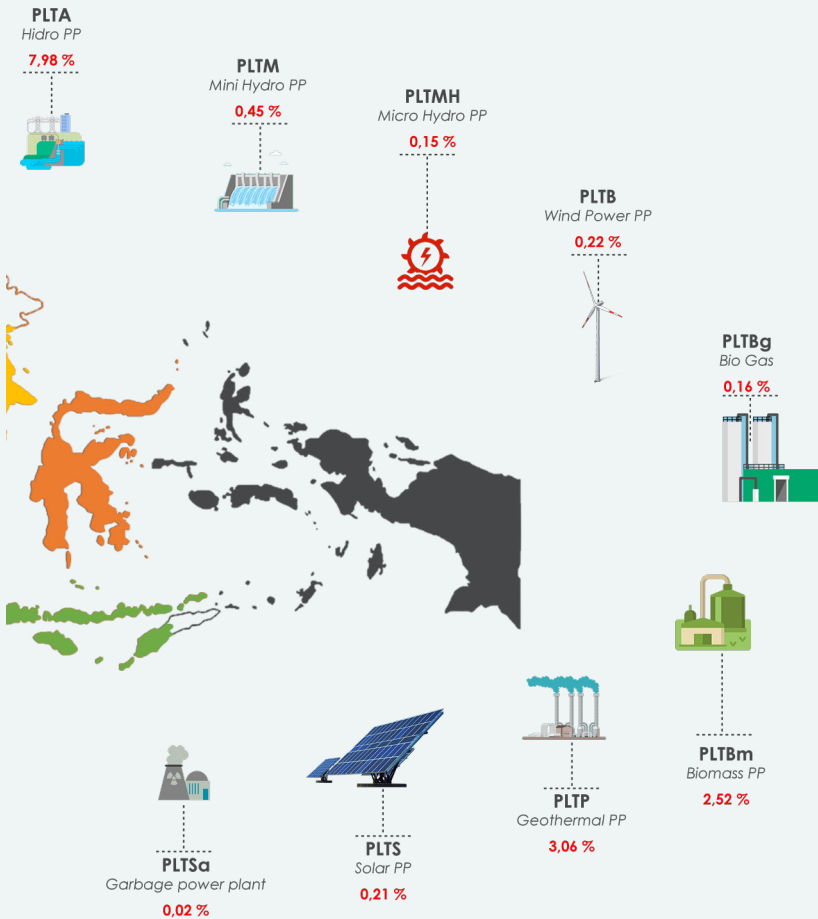 PLTA
Hidro PP
7,98 %
PLTM
Mini Hydro PP
0,45 %
PLTMH
Micro Hydro PP
0,15 %
PLTB
Wind Power PP
0,22 %
PLTBg
Bio Gas
0,16 %
PLTBm
Biomass PP
2,52 %
PLTP
Geothermal PP
3,06 %
PLTS
Solar PP
0,21 %
PLTSa
Garbage power plant
0,02 %